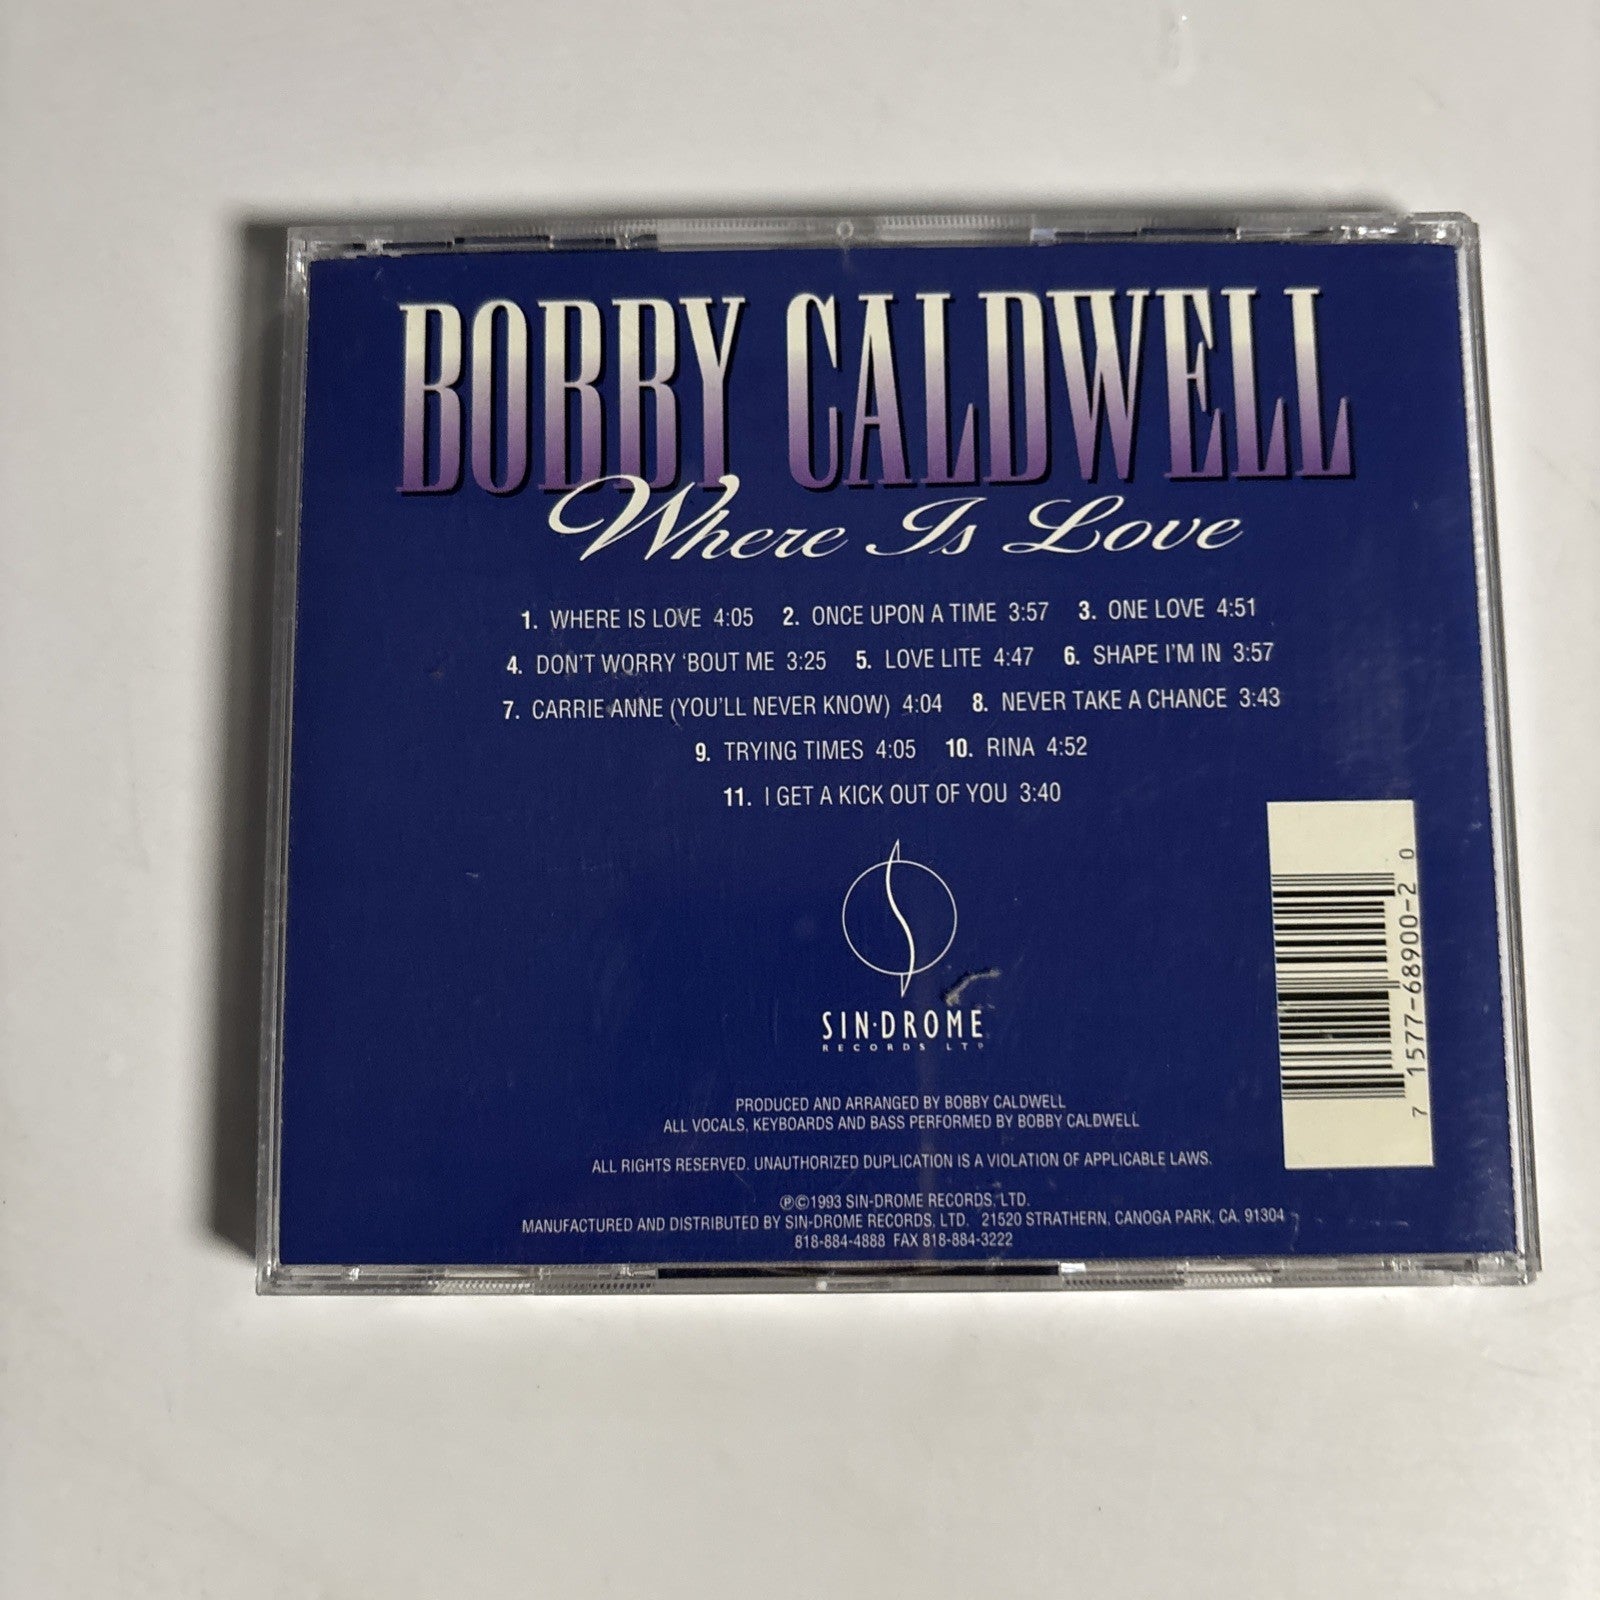 BOBBY CALDWELL
Where Is Love
1. WHERE IS LOVE 4:05 2. ONCE UPON A TIME 3:57 3. ONE LOVE 4:51
4. DON'T WORRY 'BOUT ME 3:25 5. LOVE LITE 4:47 6. SHAPE I'M IN 3:57
7. CARRIE ANNE (YOU'LL NEVER KNOW) 4:04 8. NEVER TAKE A CHANCE 3:43
9. TRYING TIMES 4:05 10. RINA 4:52
11. I GET A KICK OUT OF YOU 3:40
SIN·DROME
RECORDS LTD
PRODUCED AND ARRANGED BY BOBBY CALDWELL
ALL VOCALS, KEYBOARDS AND BASS PERFORMED BY BOBBY CALDWELL
ALL RIGHTS RESERVED. UNAUTHORIZED DUPLICATION IS A VIOLATION OF APPLICABLE LAWS.
℗©1993 SIN-DROME RECORDS, LTD.
MANUFACTURED AND DISTRIBUTED BY SIN-DROME RECORDS, LTD. 21520 STRATHERN, CANOGA PARK, CA. 91304
818-884-4888 FAX 818-884-3222
7 15777-68900-2 0